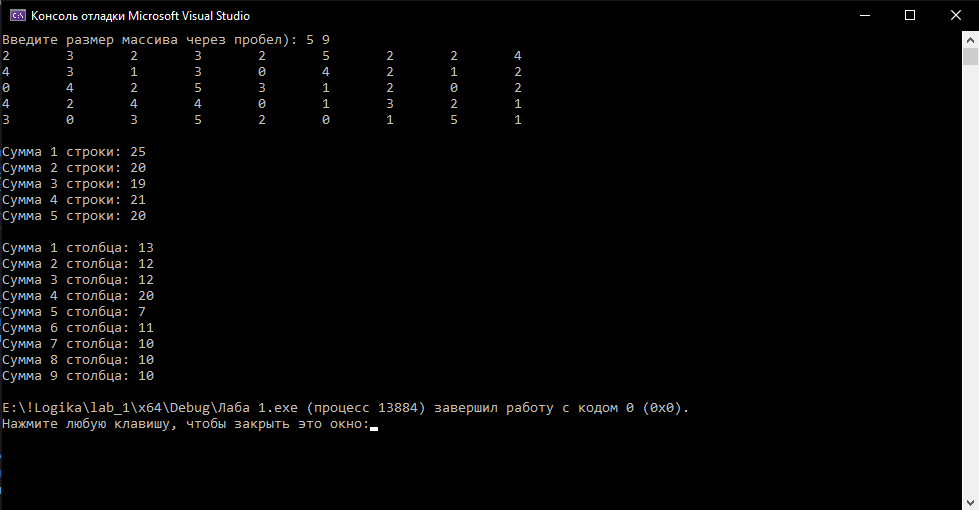 Консоль отладки Microsoft Visual Studio
Введите размер массива через пробел): 5 9
2 3 2 3 2 5 2 2 4
4 3 1 3 0 4 2 1 2
0 4 2 5 3 1 2 0 2
4 2 4 4 0 1 3 2 1
3 0 3 5 2 0 1 5 1
Сумма 1 строки: 25
Сумма 2 строки: 20
Сумма 3 строки: 19
Сумма 4 строки: 21
Сумма 5 строки: 20
Сумма 1 столбца: 13
Сумма 2 столбца: 12
Сумма 3 столбца: 12
Сумма 4 столбца: 20
Сумма 5 столбца: 7
Сумма 6 столбца: 11
Сумма 7 столбца: 10
Сумма 8 столбца: 10
Сумма 9 столбца: 10
E:\!Logika\lab_1\x64\Debug\Лаба 1.exe (процесс 13884) завершил работу с кодом 0 (0x0).
Нажмите любую клавишу, чтобы закрыть это окно: